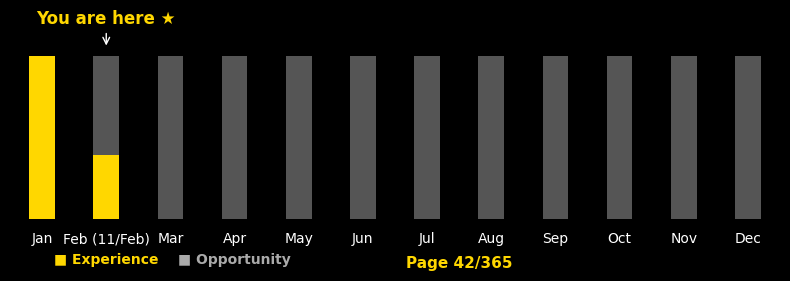 You are here ★
Jan Feb (11/Feb) Mar Apr May Jun Jul Aug Sep Oct Nov Dec
■ Experience ■ Opportunity Page 42/365